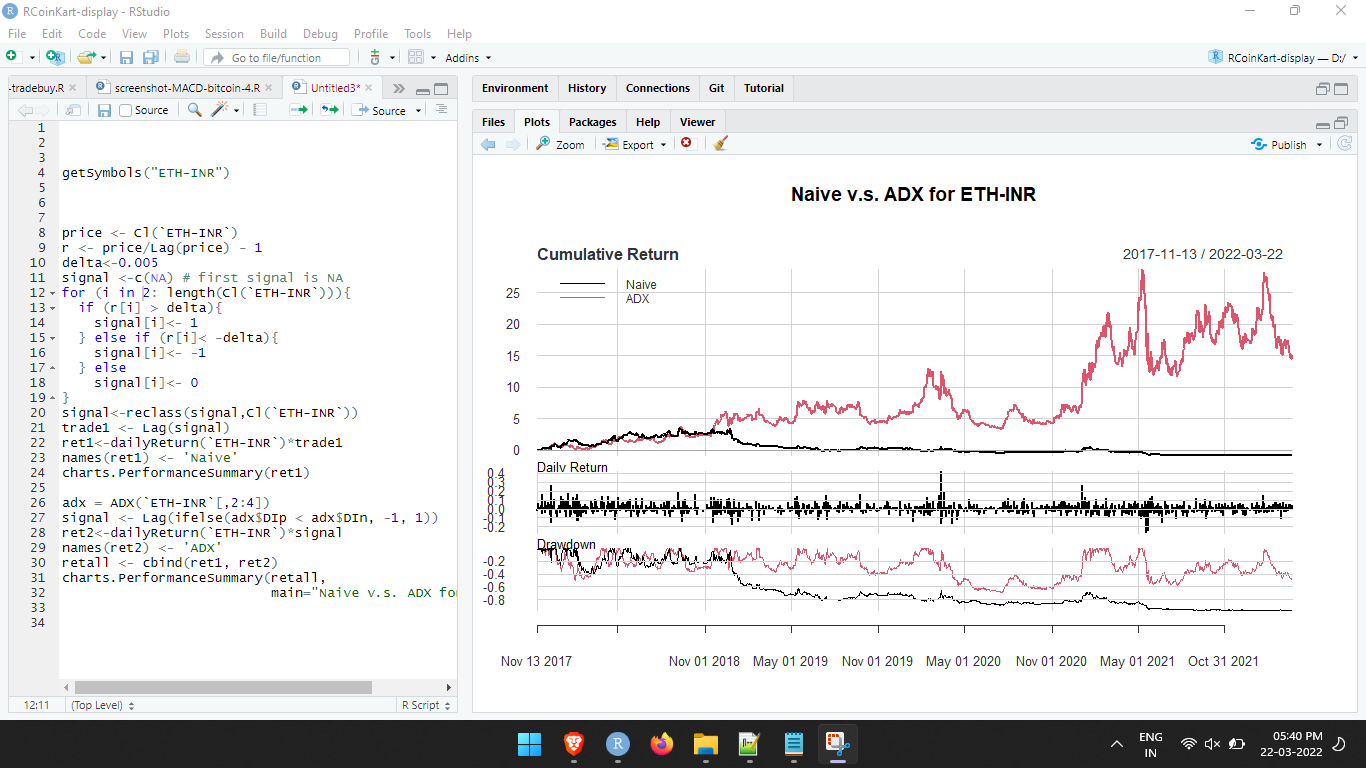 RCoinKart-display - RStudio
File Edit Code View Plots Session Build Debug Profile Tools Help
Go to file/function Addins RCoinKart-display — D:/
-tradebuy.R screenshot-MACD-bitcoin-4.R Untitled3*
Source Source
1
2
3
4 getSymbols("ETH-INR")
5
6
7
8 price <- Cl(`ETH-INR`)
9 r <- price/Lag(price) - 1
10 delta<-0.005
11 signal <-c(NA) # first signal is NA
12 for (i in 2: length(Cl(`ETH-INR`))){
13 if (r[i] > delta){
14 signal[i]<- 1
15 } else if (r[i]< -delta){
16 signal[i]<- -1
17 } else
18 signal[i]<- 0
19 }
20 signal<-reclass(signal,Cl(`ETH-INR`))
21 trade1 <- Lag(signal)
22 ret1<-dailyReturn(`ETH-INR`)*trade1
23 names(ret1) <- 'Naive'
24 charts.PerformanceSummary(ret1)
25
26 adx = ADX(`ETH-INR`[,2:4])
27 signal <- Lag(ifelse(adx$DIp < adx$DIn, -1, 1))
28 ret2<-dailyReturn(`ETH-INR`)*signal
29 names(ret2) <- 'ADX'
30 retall <- cbind(ret1, ret2)
31 charts.PerformanceSummary(retall,
32 main="Naive v.s. ADX fo
33
34
12:11 (Top Level) R Script
Environment History Connections Git Tutorial
Files Plots Packages Help Viewer
Zoom Export Publish
Naive v.s. ADX for ETH-INR
Cumulative Return 2017-11-13 / 2022-03-22
Naive
ADX
25
20
15
10
5
0
Daily Return
0.4
0.3
0.2
0.1
0.0
-0.1
-0.2
Drawdown
-0.2
-0.4
-0.6
-0.8
Nov 13 2017 Nov 01 2018 May 01 2019 Nov 01 2019 May 01 2020 Nov 01 2020 May 01 2021 Oct 31 2021
ENG
IN
05:40 PM
22-03-2022